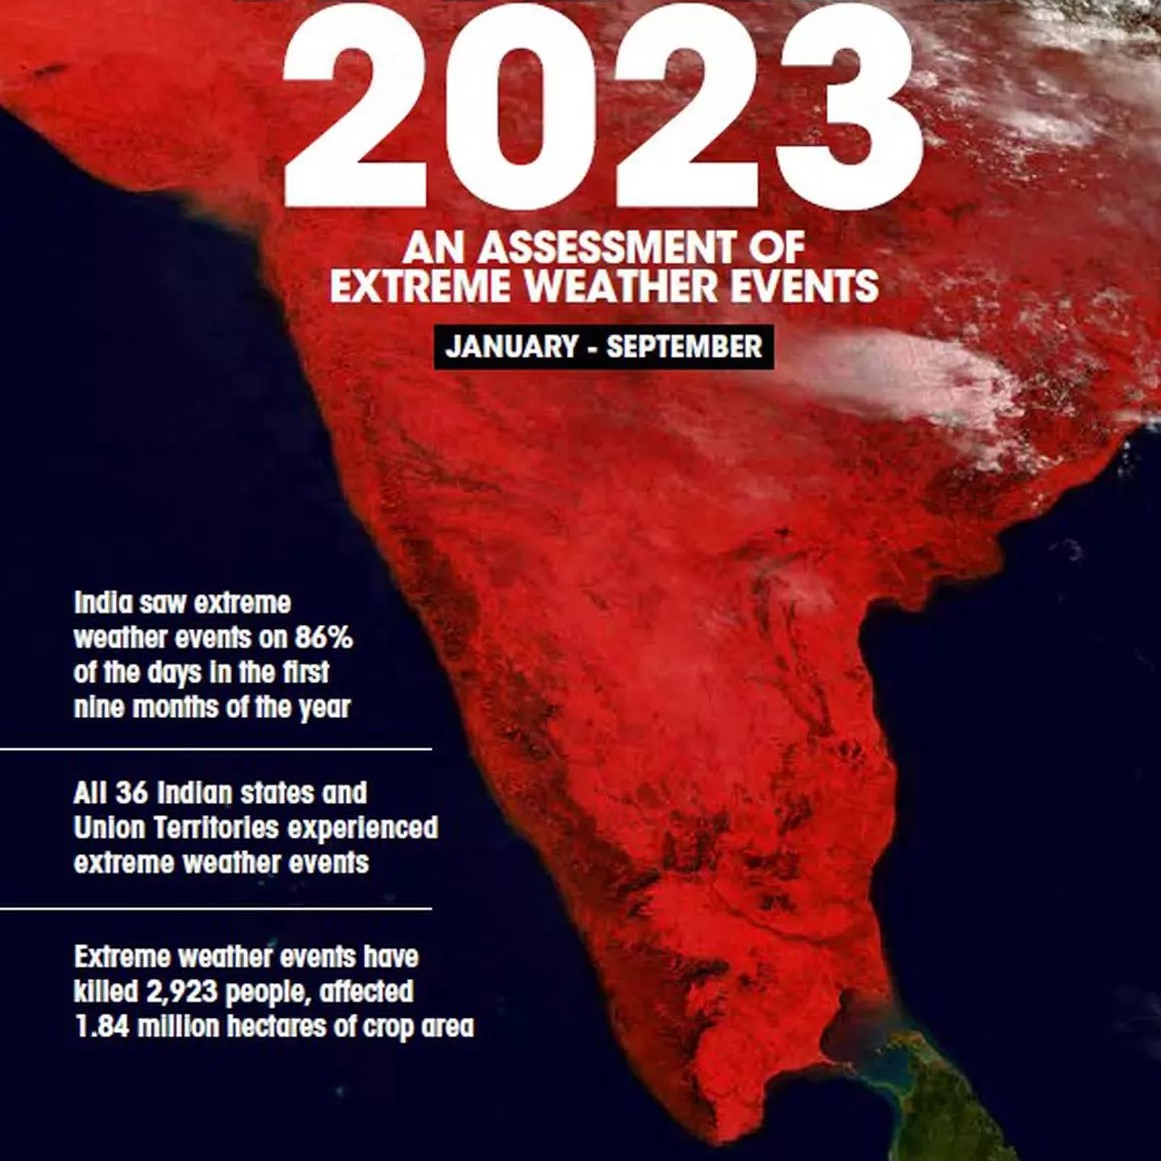 2023
AN ASSESSMENT OF
EXTREME WEATHER EVENTS
JANUARY - SEPTEMBER
India saw extreme
weather events on 86%
of the days in the first
nine months of the year
All 36 Indian states and
Union Territories experienced
extreme weather events
Extreme weather events have
killed 2,923 people, affected
1.84 million hectares of crop area